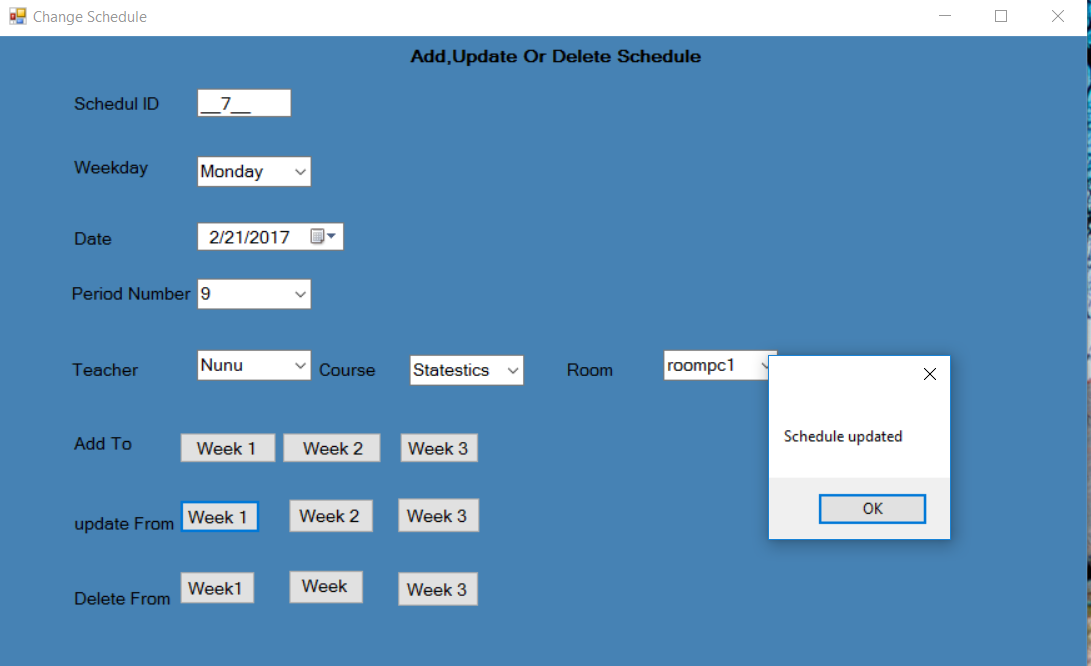 Change Schedule
Add,Update Or Delete Schedule
Schedul ID __7__
Weekday Monday
Date 2/21/2017
Period Number 9
Teacher Nunu Course Statestics Room roompc1
Schedule updated
Add To Week 1 Week 2 Week 3
OK
update From Week 1 Week 2 Week 3
Delete From Week1 Week Week 3